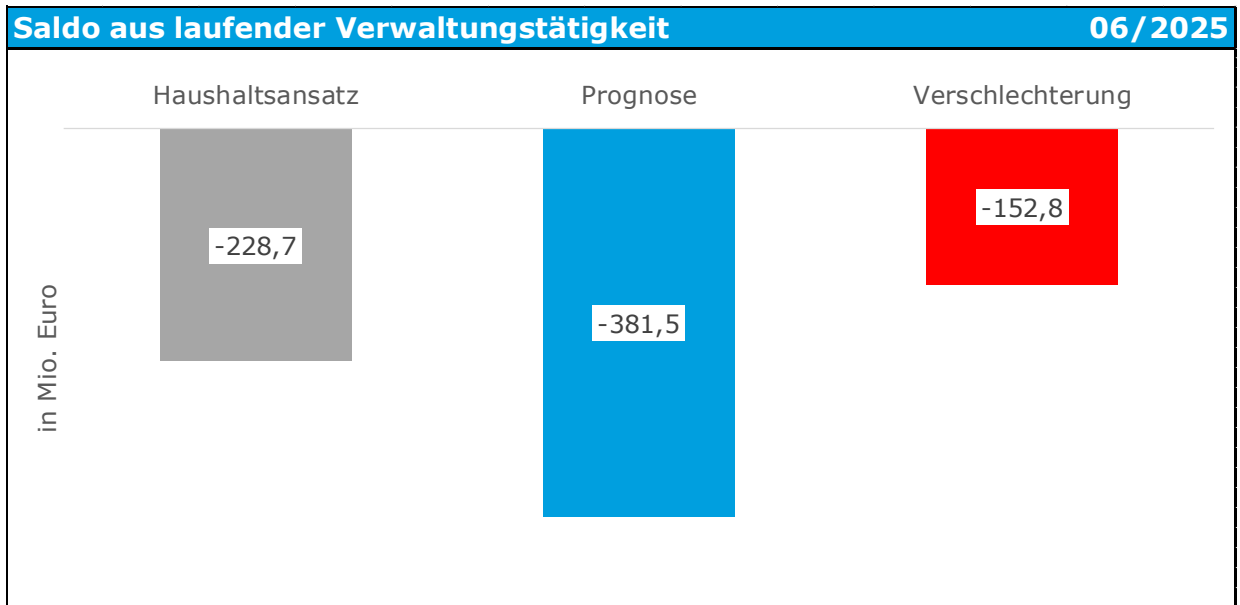 Saldo aus laufender Verwaltungstätigkeit 06/2025
Haushaltsansatz Prognose Verschlechterung
-152,8
-228,7
-381,5
in Mio. Euro